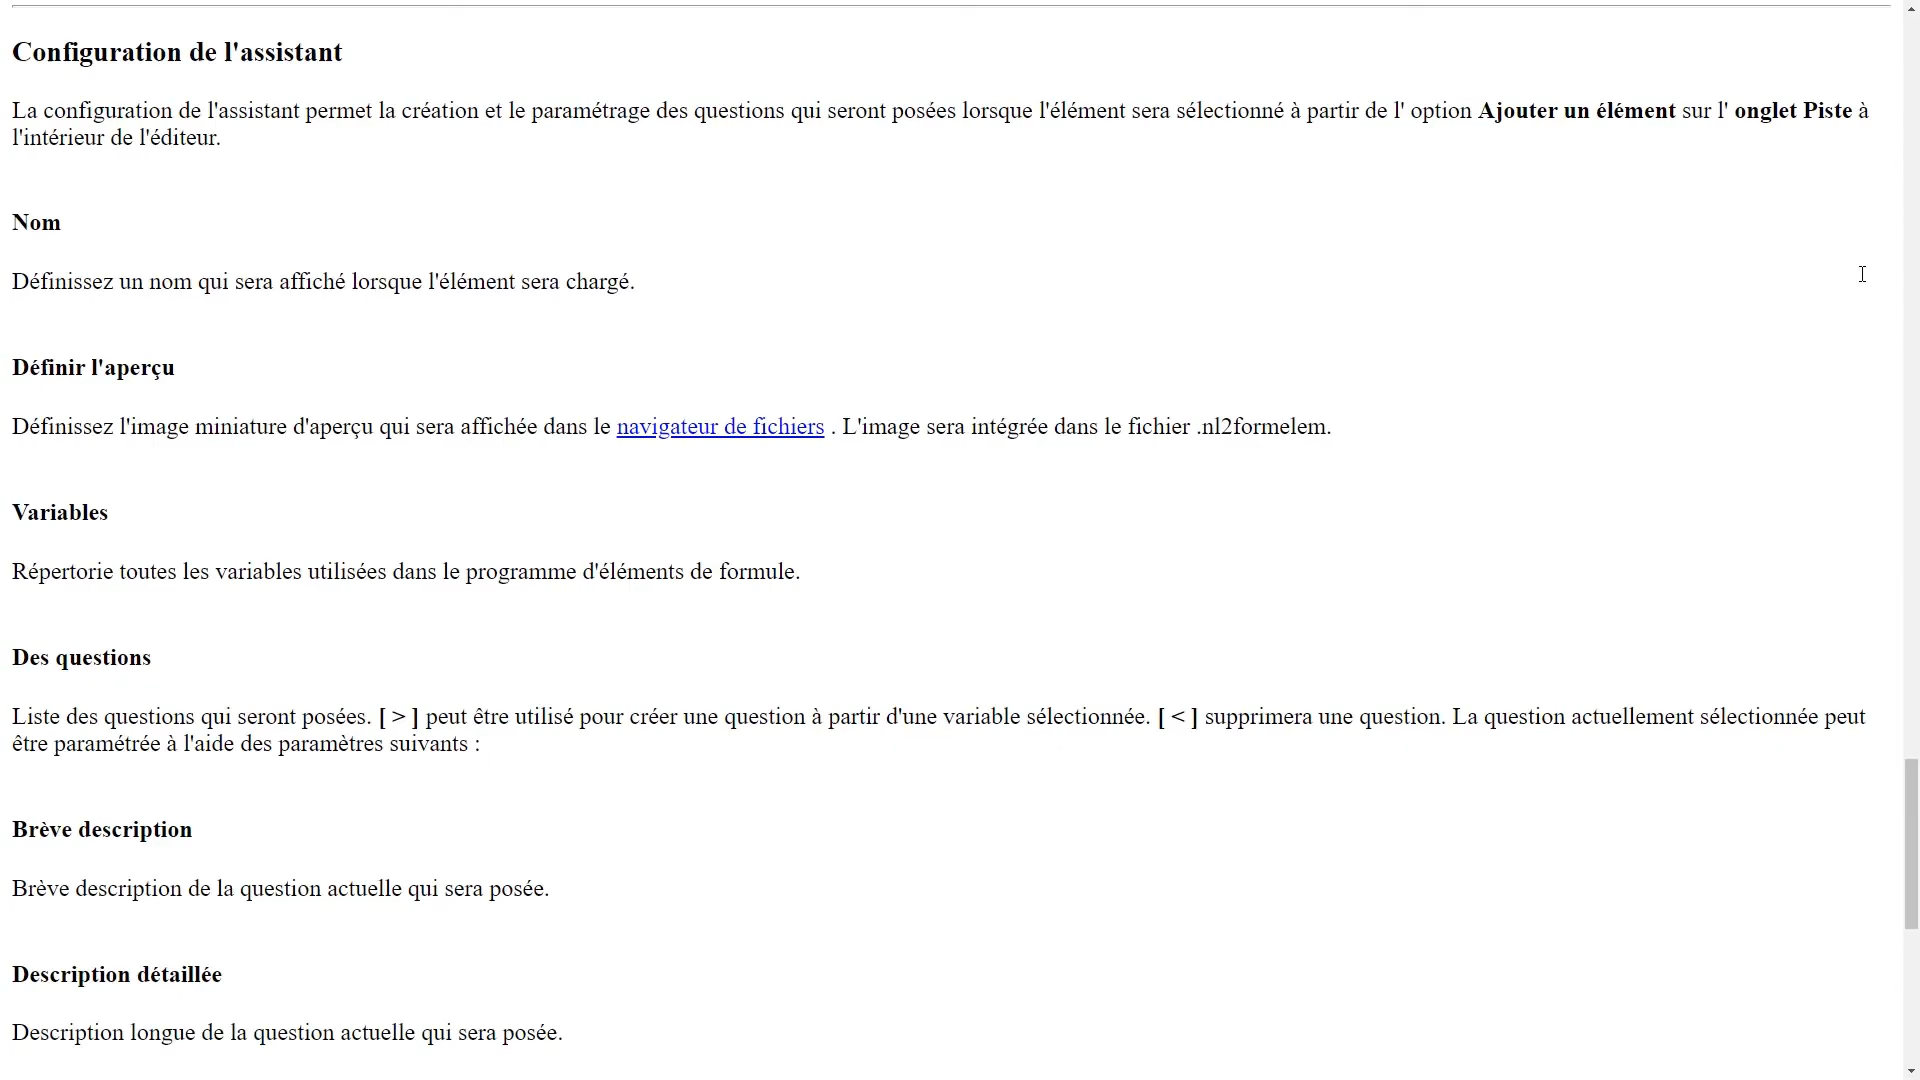 Configuration de l'assistant
La configuration de l'assistant permet la création et le paramétrage des questions qui seront posées lorsque l'élément sera sélectionné à partir de l' option Ajouter un élément sur l' onglet Piste à
l'intérieur de l'éditeur.
Nom
Définissez un nom qui sera affiché lorsque l'élément sera chargé.
Définir l'aperçu
Définissez l'image miniature d'aperçu qui sera affichée dans le navigateur de fichiers . L'image sera intégrée dans le fichier .nl2formelem.
Variables
Répertorie toutes les variables utilisées dans le programme d'éléments de formule.
Des questions
Liste des questions qui seront posées. [ > ] peut être utilisé pour créer une question à partir d'une variable sélectionnée. [ < ] supprimera une question. La question actuellement sélectionnée peut
être paramétrée à l'aide des paramètres suivants :
Brève description
Brève description de la question actuelle qui sera posée.
Description détaillée
Description longue de la question actuelle qui sera posée.